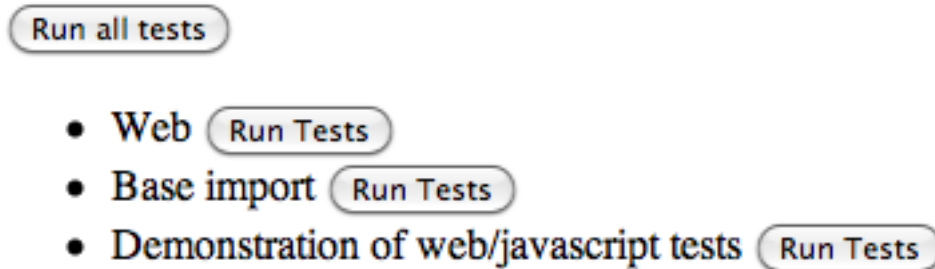 Run all tests
Web Run Tests
Base import Run Tests
Demonstration of web/javascript tests Run Tests